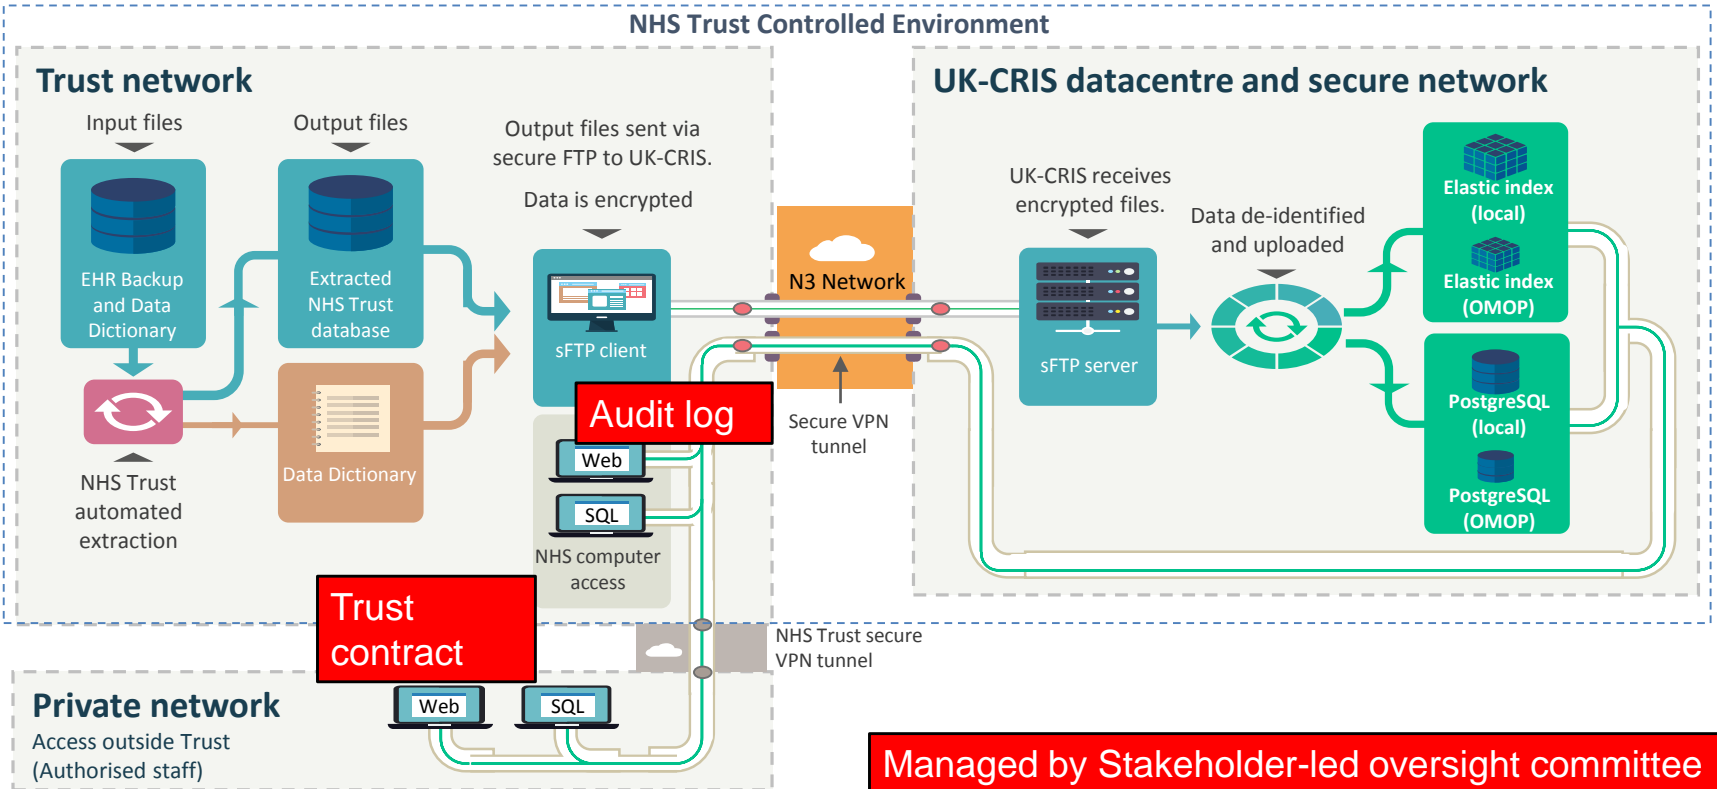 NHS Trust Controlled Environment
Trust network
Input files
Output files
Output files sent via
secure FTP to UK-CRIS.
Data is encrypted
EHR Backup
and Data
Dictionary
Extracted
NHS Trust
database
sFTP client
Data Dictionary
NHS Trust
automated
extraction
Audit log
Web
SQL
NHS computer
access
N3 Network
Secure VPN
tunnel
UK-CRIS datacentre and secure network
UK-CRIS receives
encrypted files.
sFTP server
Data de-identified
and uploaded
Elastic index
(local)
Elastic index
(OMOP)
PostgreSQL
(local)
PostgreSQL
(OMOP)
Trust
contract
NHS Trust secure
VPN tunnel
Private network
Access outside Trust
(Authorised staff)
Web
SQL
Managed by Stakeholder-led oversight committee